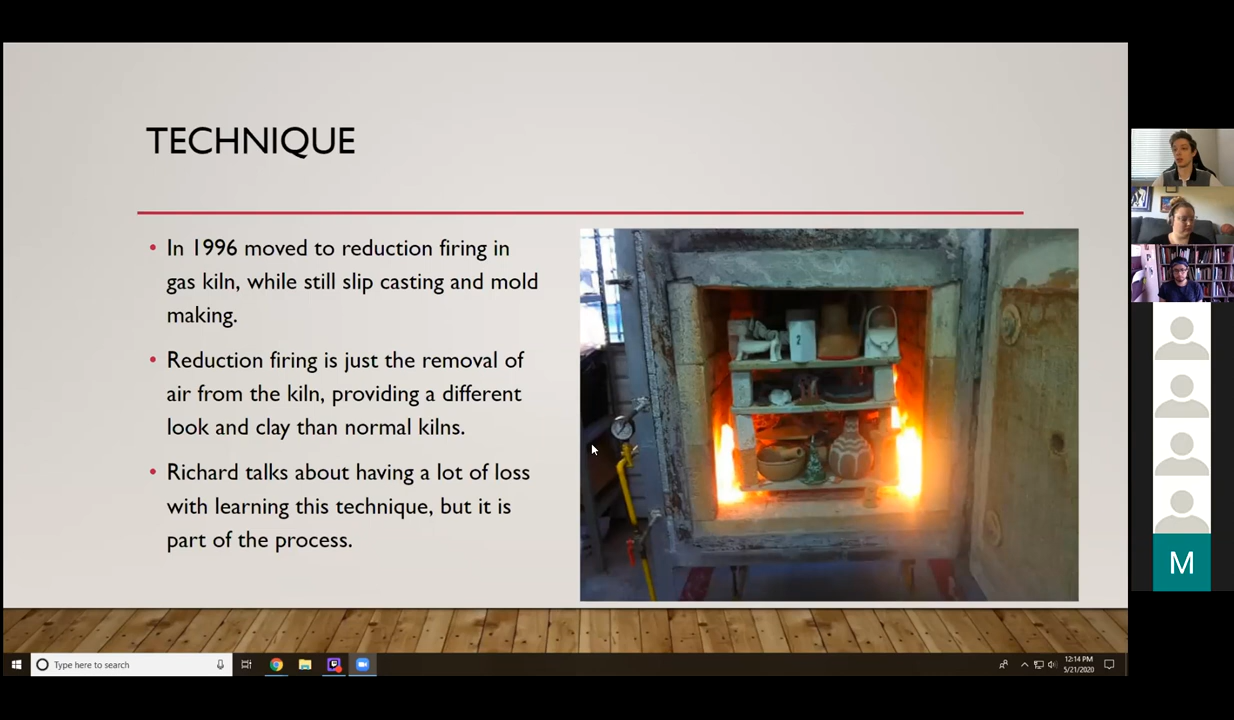 TECHNIQUE
• In 1996 moved to reduction firing in
gas kiln, while still slip casting and mold
making.
• Reduction firing is just the removal of
air from the kiln, providing a different
look and clay than normal kilns.
• Richard talks about having a lot of loss
with learning this technique, but it is
part of the process.
2
M
Type here to search
12:14 PM
5/21/2020